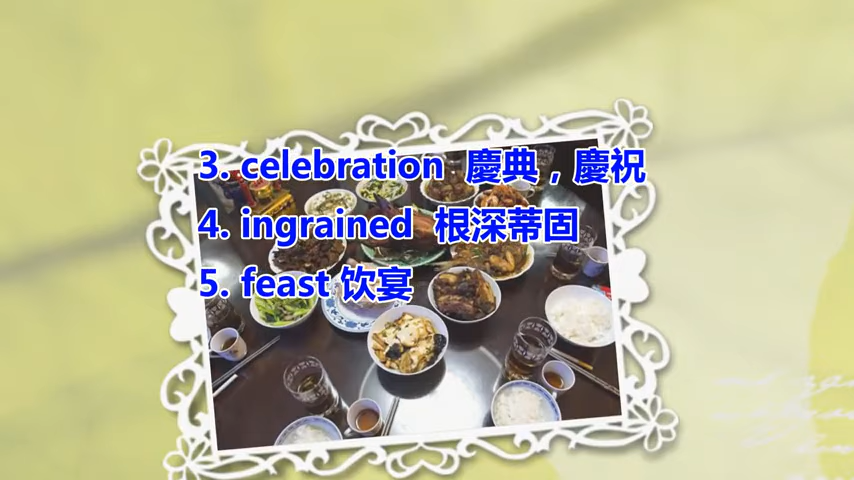 3. celebration 慶典，慶祝
4. ingrained 根深蒂固
5. feast 饮宴